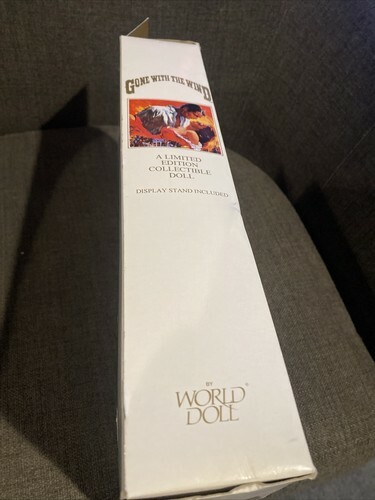 GONE WITH THE WIND
A LIMITED
EDITION
COLLECTIBLE
DOLL
DISPLAY STAND INCLUDED
BY
WORLD
DOLL